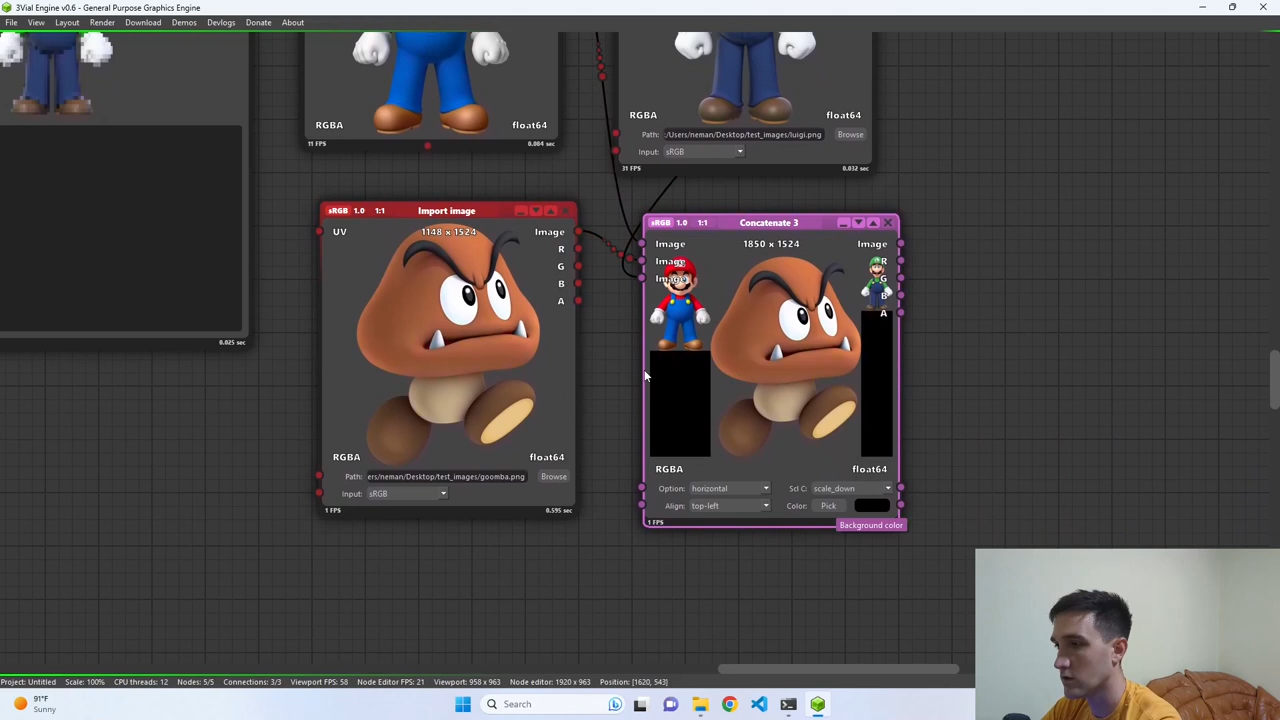 3Vial Engine v0.6 - General Purpose Graphics Engine
File View Layout Render Download Demos Devlogs Donate About
RGBA float64
11 FPS 0.084 sec
RGBA float64
Path: :/Users/neman/Desktop/test_images/luigi.png Browse
Input: sRGB
31 FPS 0.032 sec
0.025 sec
sRGB 1.0 1:1 Import image
UV 1148 x 1524 Image
R
G
B
A
RGBA float64
Path: ers/neman/Desktop/test_images/goomba.png Browse
Input: sRGB
1 FPS 0.595 sec
sRGB 1.0 1:1 Concatenate 3
Image 1850 x 1524 Image
Image R
Image G
B
A
RGBA float64
Option: horizontal Scl C: scale_down
Align: top-left Color: Pick
1 FPS
Background color
Project: Untitled Scale: 100% CPU threads: 12 Nodes: 5/5 Connections: 3/3 Viewport FPS: 58 Node Editor FPS: 21 Viewport: 958 x 963 Node editor: 1920 x 963 Position: [1620, 543]
91°F
Sunny
Search